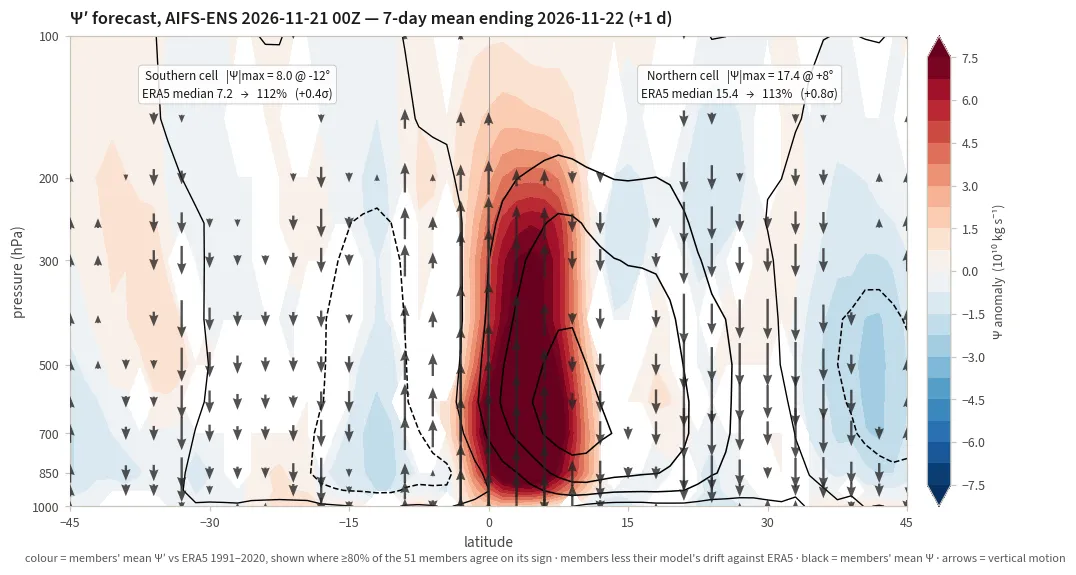 Ψ′ forecast, AIFS-ENS 2026-11-21 00Z — 7-day mean ending 2026-11-22 (+1 d)
Southern cell |Ψ|max = 8.0 @ -12°
ERA5 median 7.2 → 112% (+0.4σ)
Northern cell |Ψ|max = 17.4 @ +8°
ERA5 median 15.4 → 113% (+0.8σ)
pressure (hPa)
100
200
300
400
500
700
850
1000
−45
−30
−15
0
15
30
45
latitude
7.5
6.0
4.5
3.0
1.5
0.0
−1.5
−3.0
−4.5
−6.0
−7.5
Ψ anomaly (10¹⁰ kg s⁻¹)
colour = members' mean Ψ′ vs ERA5 1991–2020, shown where ≥80% of the 51 members agree on its sign · members less their model's drift against ERA5 · black = members' mean Ψ · arrows = vertical motion